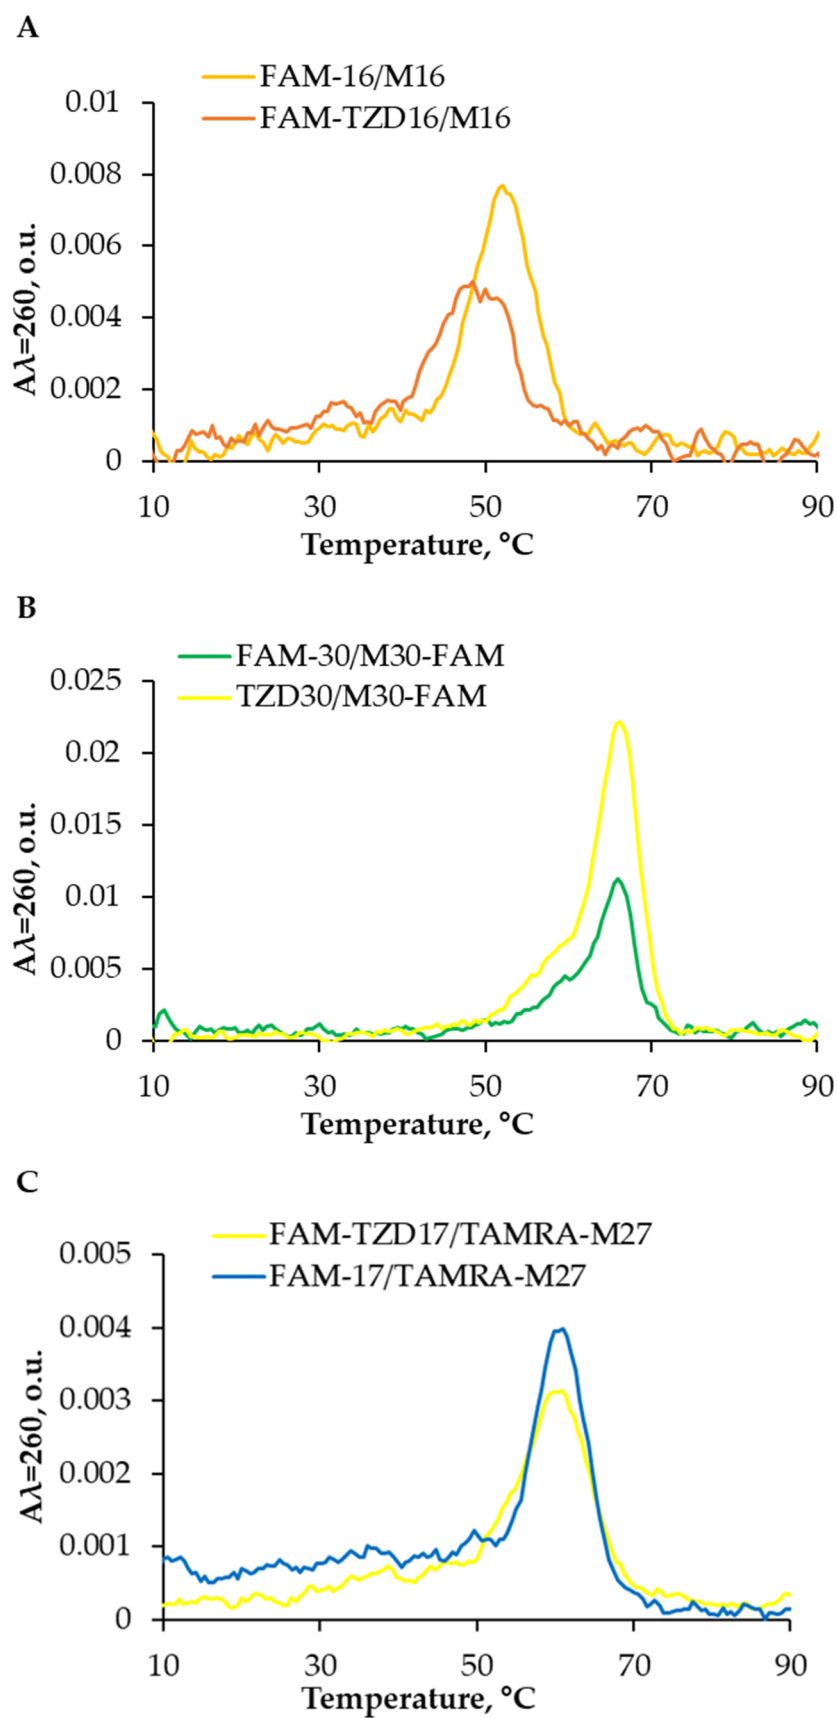 A
FAM-16/M16
FAM-TZD16/M16
0.01
0.008
0.006
0.004
0.002
0
Aλ=260, o.u.
10 30 50 70 90
Temperature, °C
B
FAM-30/M30-FAM
TZD30/M30-FAM
0.025
0.02
0.015
0.01
0.005
0
Aλ=260, o.u.
10 30 50 70 90
Temperature, °C
C
FAM-TZD17/TAMRA-M27
FAM-17/TAMRA-M27
0.005
0.004
0.003
0.002
0.001
0
Aλ=260, o.u.
10 30 50 70 90
Temperature, °C